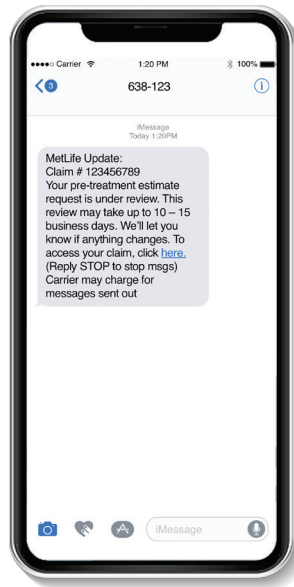 Carrier 1:20 PM 100%
3 638-123 i
iMessage
Today 1:20PM
MetLife Update:
Claim # 123456789
Your pre-treatment estimate
request is under review. This
review may take up to 10 – 15
business days. We'll let you
know if anything changes. To
access your claim, click here.
(Reply STOP to stop msgs)
Carrier may charge for
messages sent out
iMessage